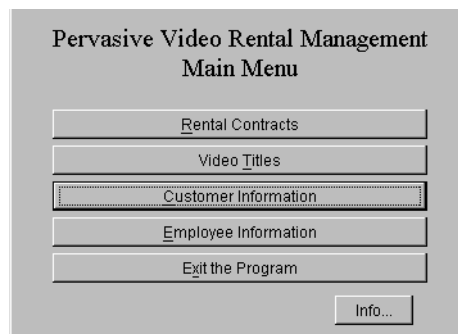 Pervasive Video Rental Management
Main Menu
Rental Contracts
Video Titles
Customer Information
Employee Information
Exit the Program
Info...